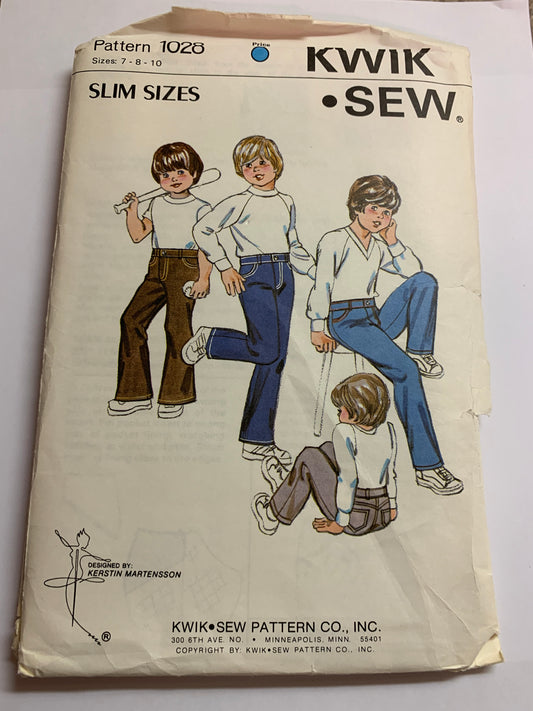 Pattern 1028
Sizes: 7 - 8 - 10
Price
SLIM SIZES
KWIK
•SEW®
DESIGNED BY:
KERSTIN MARTENSSON
®
KWIK•SEW PATTERN CO., INC.
300 6TH AVE. NO. • MINNEAPOLIS, MINN. 55401
COPYRIGHT BY: KWIK•SEW PATTERN CO., INC.